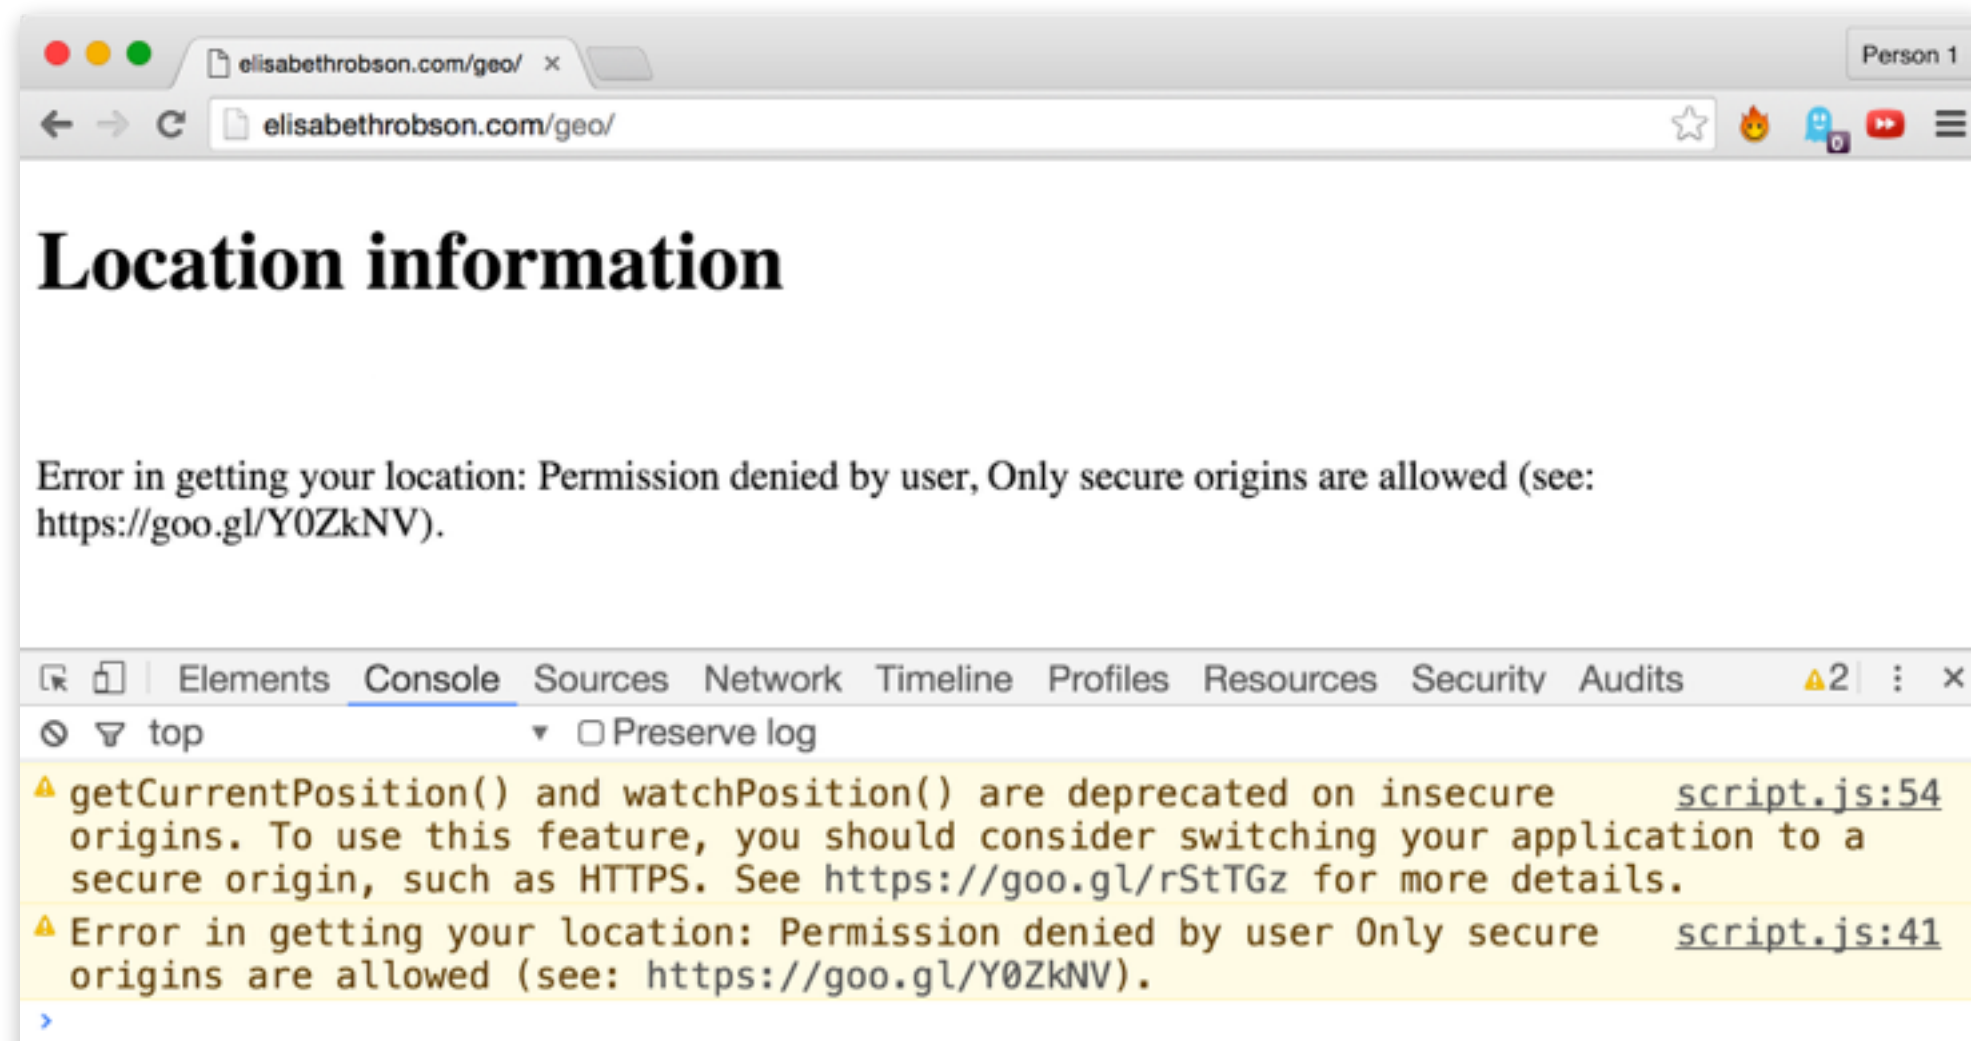 elisabethrobson.com/geo/
Person 1
elisabethrobson.com/geo/
0
Location information
Error in getting your location: Permission denied by user, Only secure origins are allowed (see:
https://goo.gl/Y0ZkNV).
Elements Console Sources Network Timeline Profiles Resources Security Audits 2
top Preserve log
getCurrentPosition() and watchPosition() are deprecated on insecure script.js:54
origins. To use this feature, you should consider switching your application to a
secure origin, such as HTTPS. See https://goo.gl/rStTGz for more details.
Error in getting your location: Permission denied by user Only secure script.js:41
origins are allowed (see: https://goo.gl/Y0ZkNV).